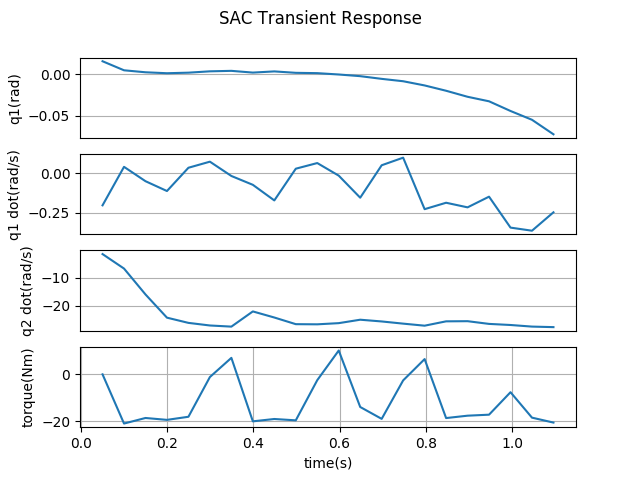 SAC Transient Response
q1(rad)
0.00
−0.05
q1 dot(rad/s)
0.00
−0.25
q2 dot(rad/s)
−10
−20
torque(Nm)
0
−20
0.0 0.2 0.4 0.6 0.8 1.0
time(s)